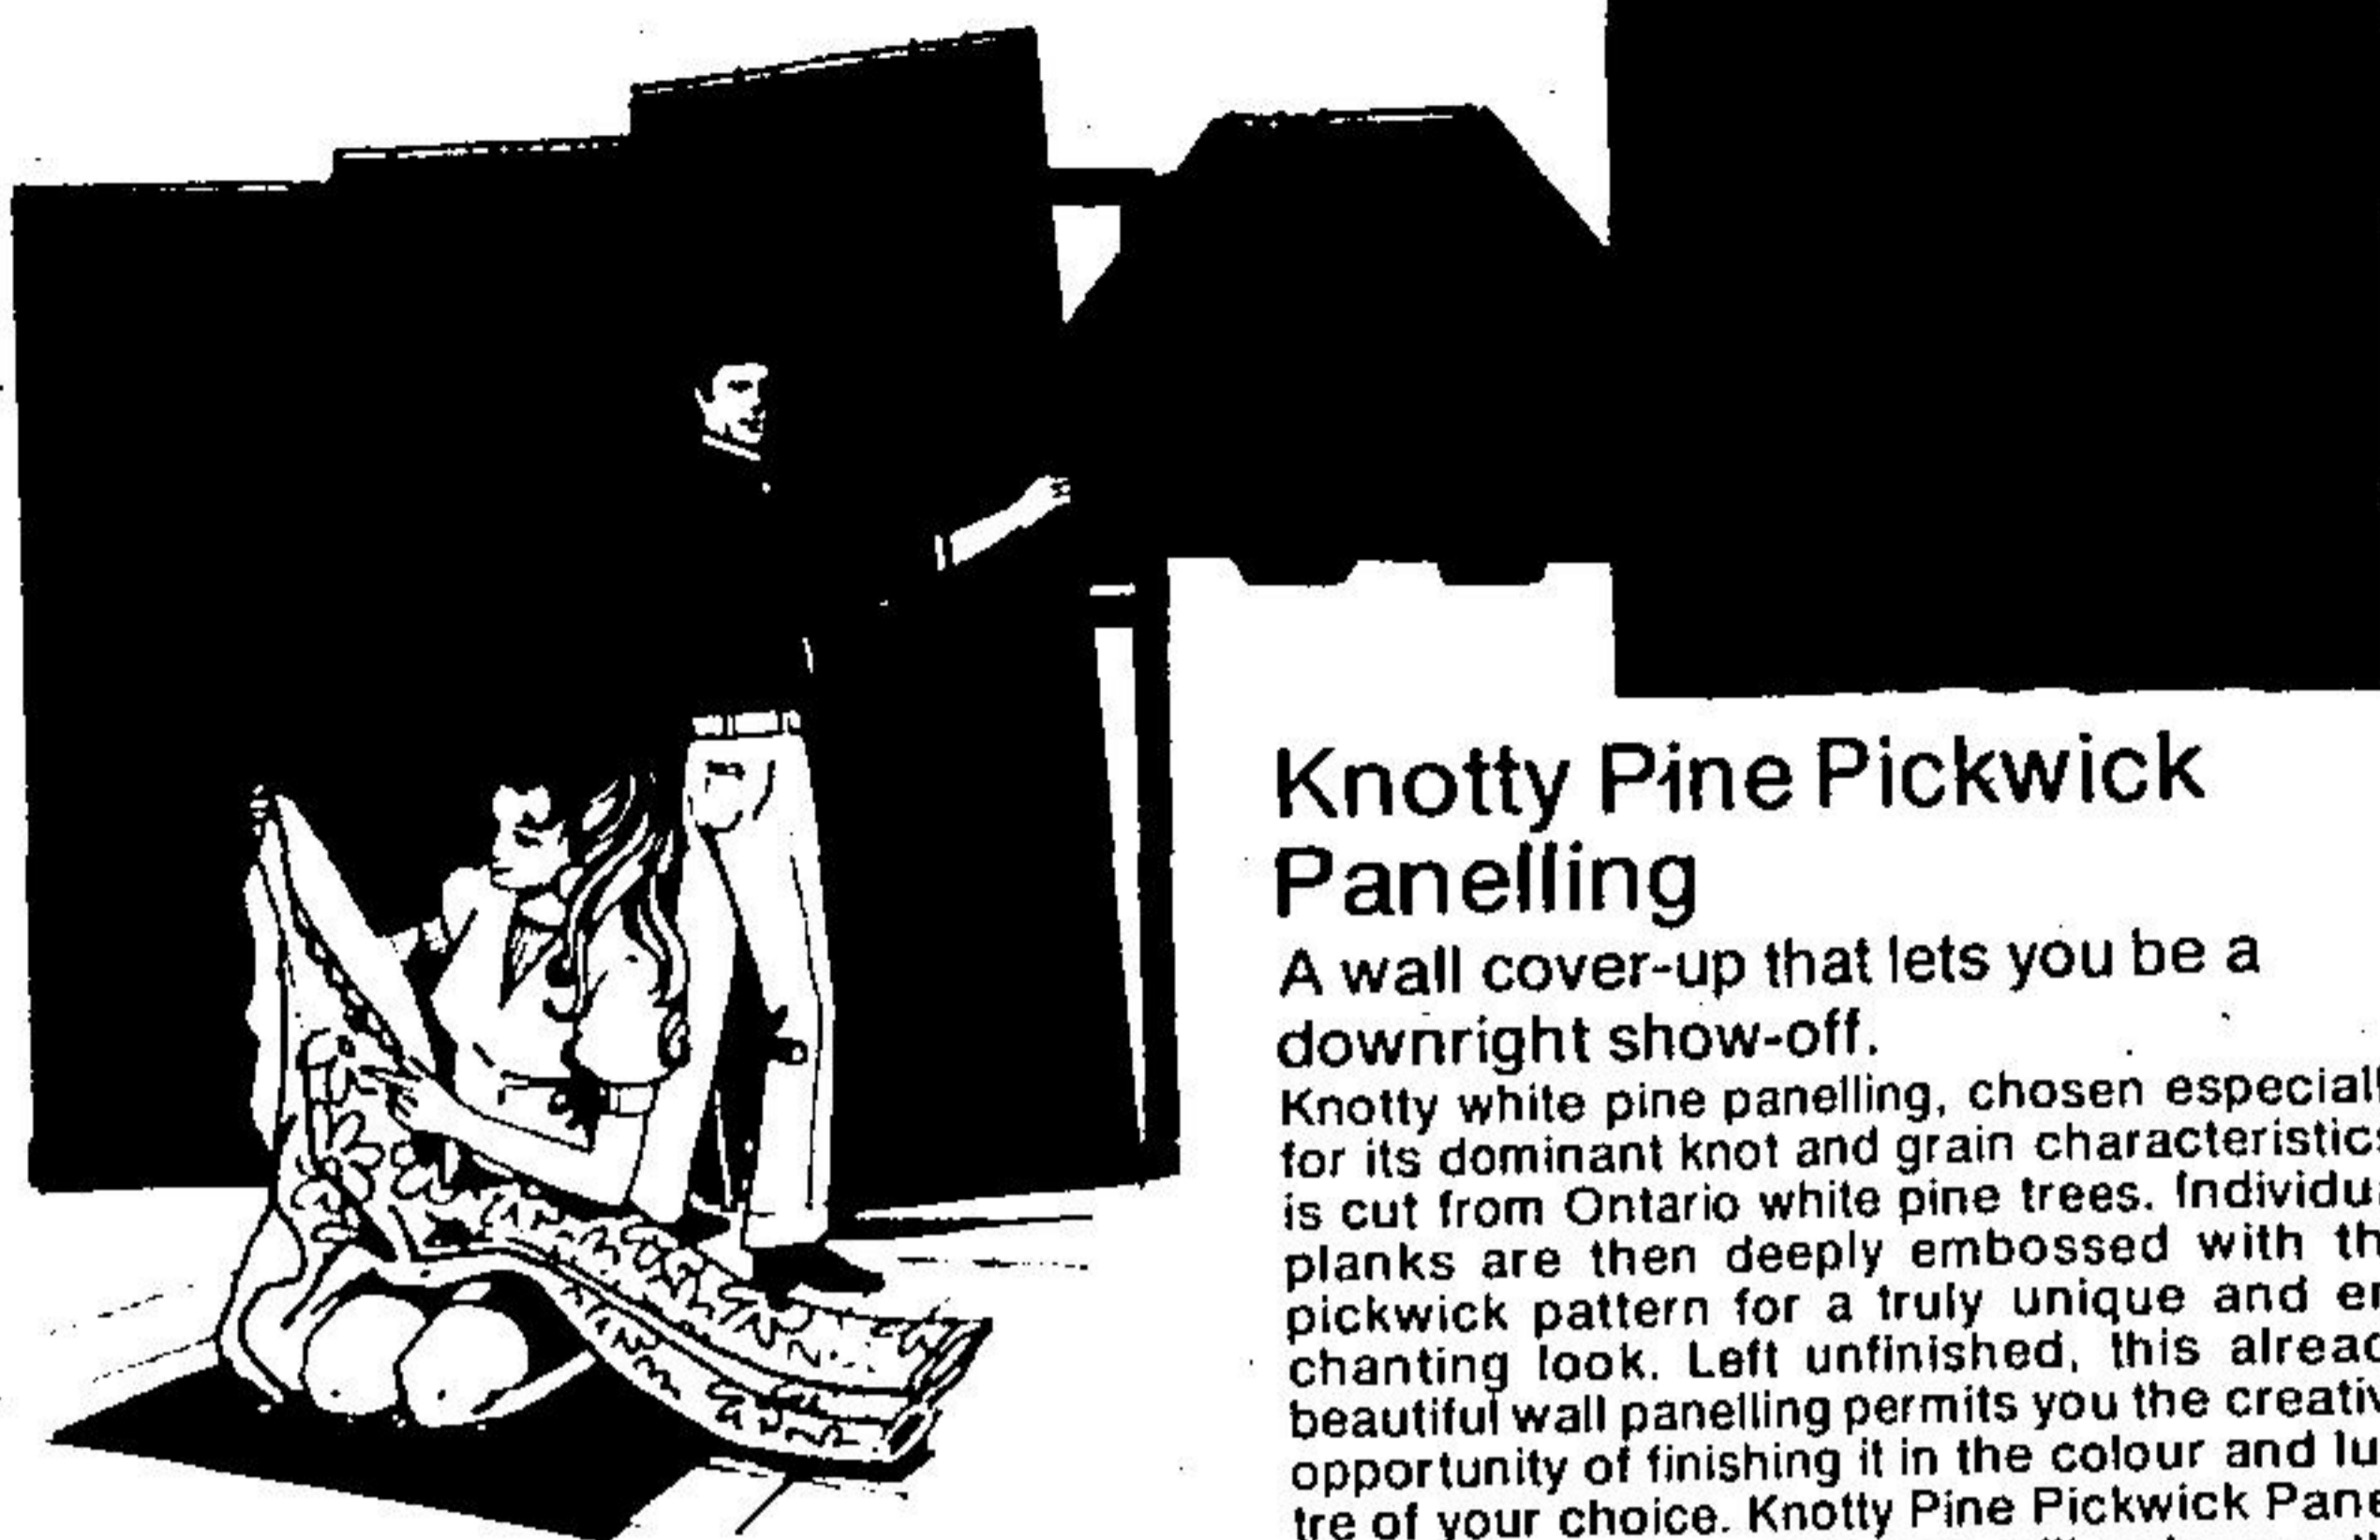 Knotty Pine Pickwick
Panelling
A wall cover-up that lets you be a
downright show-off.
Knotty white pine panelling, chosen especiall
for its dominant knot and grain characteristic
is cut from Ontario white pine trees. Individu
planks are then deeply embossed with th
pickwick pattern for a truly unique and en
chanting look. Left unfinished, this alread
beautiful wall panelling permits you the creativ
opportunity of finishing it in the colour and lu
tre of your choice. Knotty Pine Pickwick Pane